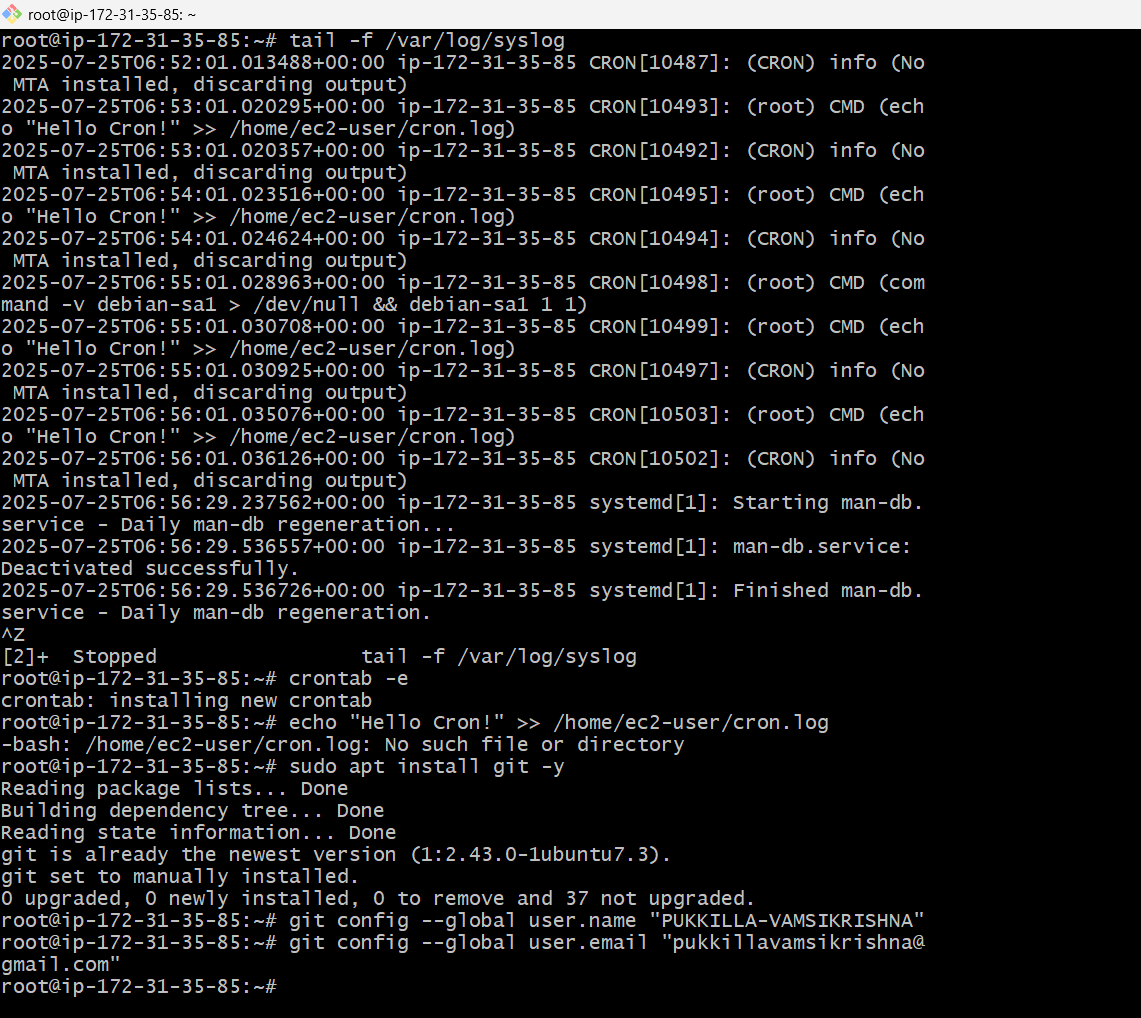 root@ip-172-31-35-85: ~
root@ip-172-31-35-85:~# tail -f /var/log/syslog
2025-07-25T06:52:01.013488+00:00 ip-172-31-35-85 CRON[10487]: (CRON) info (No
 MTA installed, discarding output)
2025-07-25T06:53:01.020295+00:00 ip-172-31-35-85 CRON[10493]: (root) CMD (ech
o "Hello Cron!" >> /home/ec2-user/cron.log)
2025-07-25T06:53:01.020357+00:00 ip-172-31-35-85 CRON[10492]: (CRON) info (No
 MTA installed, discarding output)
2025-07-25T06:54:01.023516+00:00 ip-172-31-35-85 CRON[10495]: (root) CMD (ech
o "Hello Cron!" >> /home/ec2-user/cron.log)
2025-07-25T06:54:01.024624+00:00 ip-172-31-35-85 CRON[10494]: (CRON) info (No
 MTA installed, discarding output)
2025-07-25T06:55:01.028963+00:00 ip-172-31-35-85 CRON[10498]: (root) CMD (com
mand -v debian-sa1 > /dev/null && debian-sa1 1 1)
2025-07-25T06:55:01.030708+00:00 ip-172-31-35-85 CRON[10499]: (root) CMD (ech
o "Hello Cron!" >> /home/ec2-user/cron.log)
2025-07-25T06:55:01.030925+00:00 ip-172-31-35-85 CRON[10497]: (CRON) info (No
 MTA installed, discarding output)
2025-07-25T06:56:01.035076+00:00 ip-172-31-35-85 CRON[10503]: (root) CMD (ech
o "Hello Cron!" >> /home/ec2-user/cron.log)
2025-07-25T06:56:01.036126+00:00 ip-172-31-35-85 CRON[10502]: (CRON) info (No
 MTA installed, discarding output)
2025-07-25T06:56:29.237562+00:00 ip-172-31-35-85 systemd[1]: Starting man-db.
service - Daily man-db regeneration...
2025-07-25T06:56:29.536557+00:00 ip-172-31-35-85 systemd[1]: man-db.service:
Deactivated successfully.
2025-07-25T06:56:29.536726+00:00 ip-172-31-35-85 systemd[1]: Finished man-db.
service - Daily man-db regeneration.
^Z
[2]+  Stopped                 tail -f /var/log/syslog
root@ip-172-31-35-85:~# crontab -e
crontab: installing new crontab
root@ip-172-31-35-85:~# echo "Hello Cron!" >> /home/ec2-user/cron.log
-bash: /home/ec2-user/cron.log: No such file or directory
root@ip-172-31-35-85:~# sudo apt install git -y
Reading package lists... Done
Building dependency tree... Done
Reading state information... Done
git is already the newest version (1:2.43.0-1ubuntu7.3).
git set to manually installed.
0 upgraded, 0 newly installed, 0 to remove and 37 not upgraded.
root@ip-172-31-35-85:~# git config --global user.name "PUKKILLA-VAMSIKRISHNA"
root@ip-172-31-35-85:~# git config --global user.email "pukkillavamsikrishna@
gmail.com"
root@ip-172-31-35-85:~#